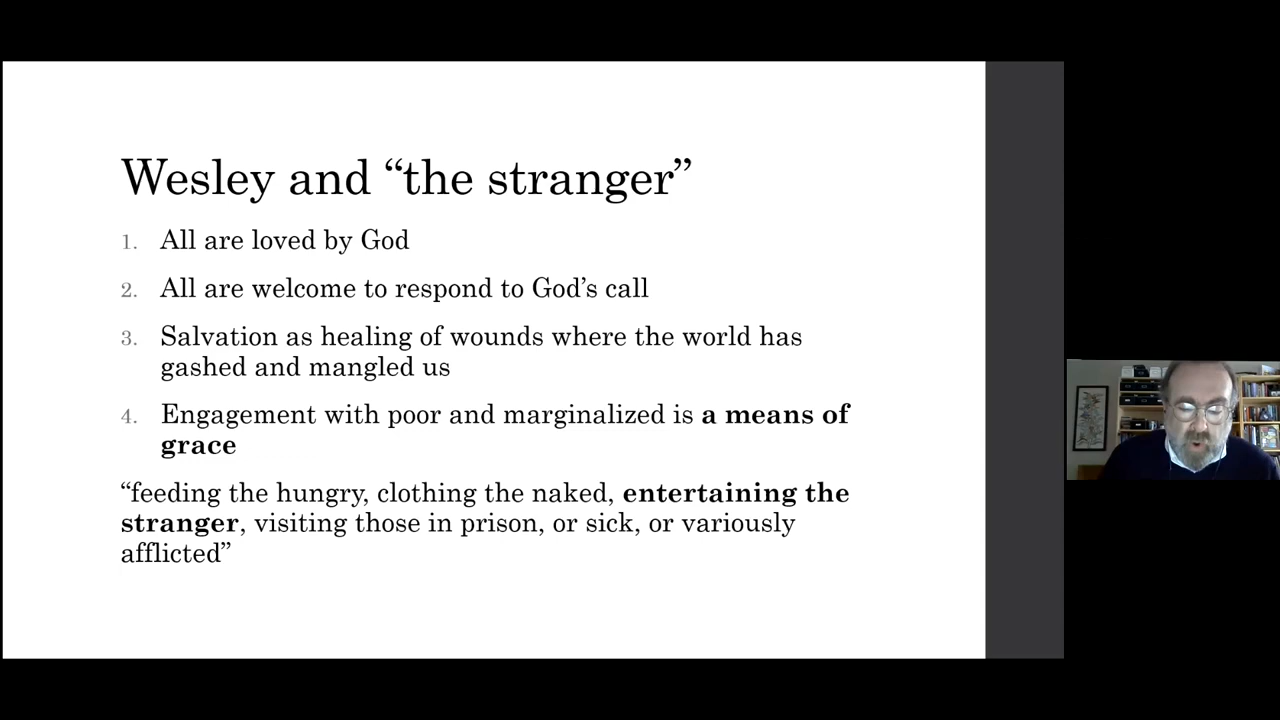 Wesley and “the stranger”
1. All are loved by God
2. All are welcome to respond to God’s call
3. Salvation as healing of wounds where the world has
gashed and mangled us
4. Engagement with poor and marginalized is a means of
grace
“feeding the hungry, clothing the naked, entertaining the
stranger, visiting those in prison, or sick, or variously
afflicted”